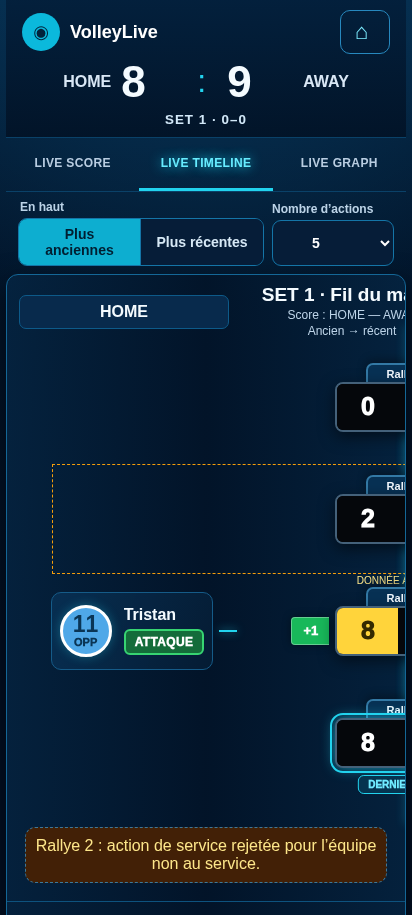 VolleyLive
HOME 8 : 9 AWAY
SET 1 · 0–0
LIVE SCORE LIVE TIMELINE LIVE GRAPH
En haut
Nombre d’actions
Plus anciennes
Plus récentes
5
HOME
SET 1 · Fil du ma
Score : HOME — AWA
Ancien → récent
Rall
0
Rall
2
DONNÉE A
Rall
11
OPP
Tristan
ATTAQUE
+1
8
Rall
8
DERNIE
Rallye 2 : action de service rejetée pour l’équipe
non au service.